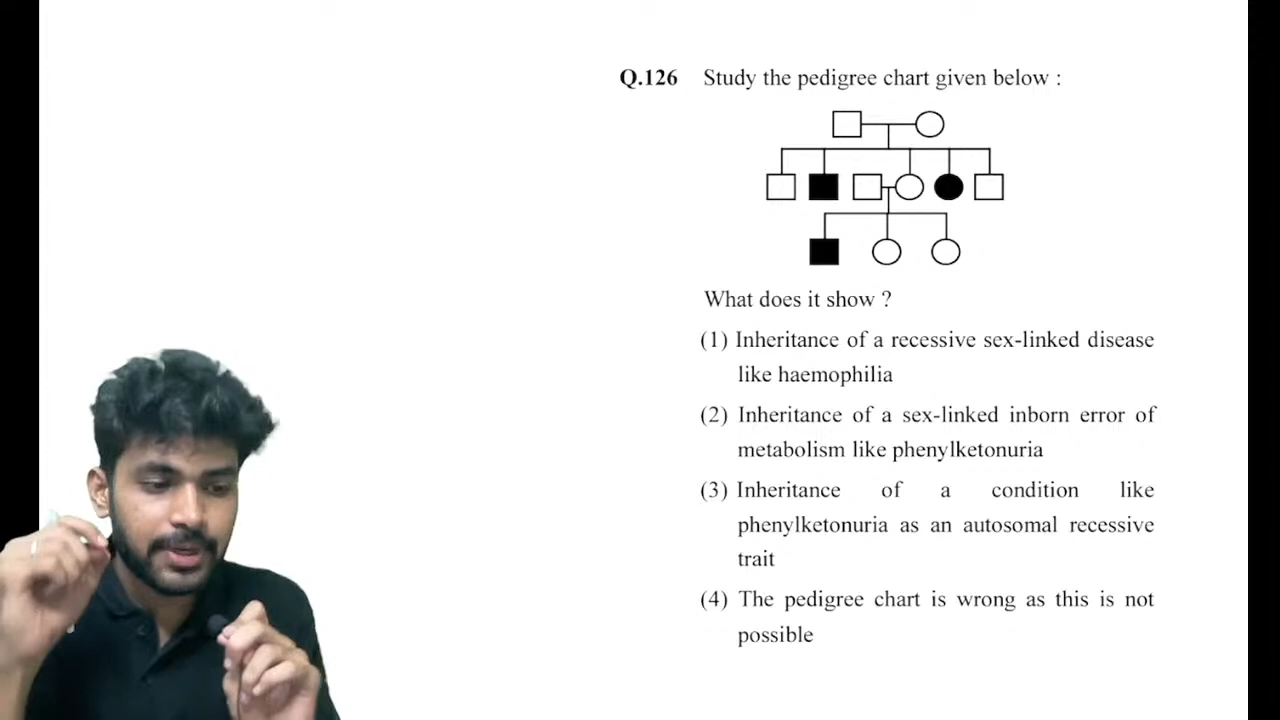 Q.126 Study the pedigree chart given below :
What does it show ?
(1) Inheritance of a recessive sex-linked disease
like haemophilia
(2) Inheritance of a sex-linked inborn error of
metabolism like phenylketonuria
(3) Inheritance of a condition like
phenylketonuria as an autosomal recessive
trait
(4) The pedigree chart is wrong as this is not
possible